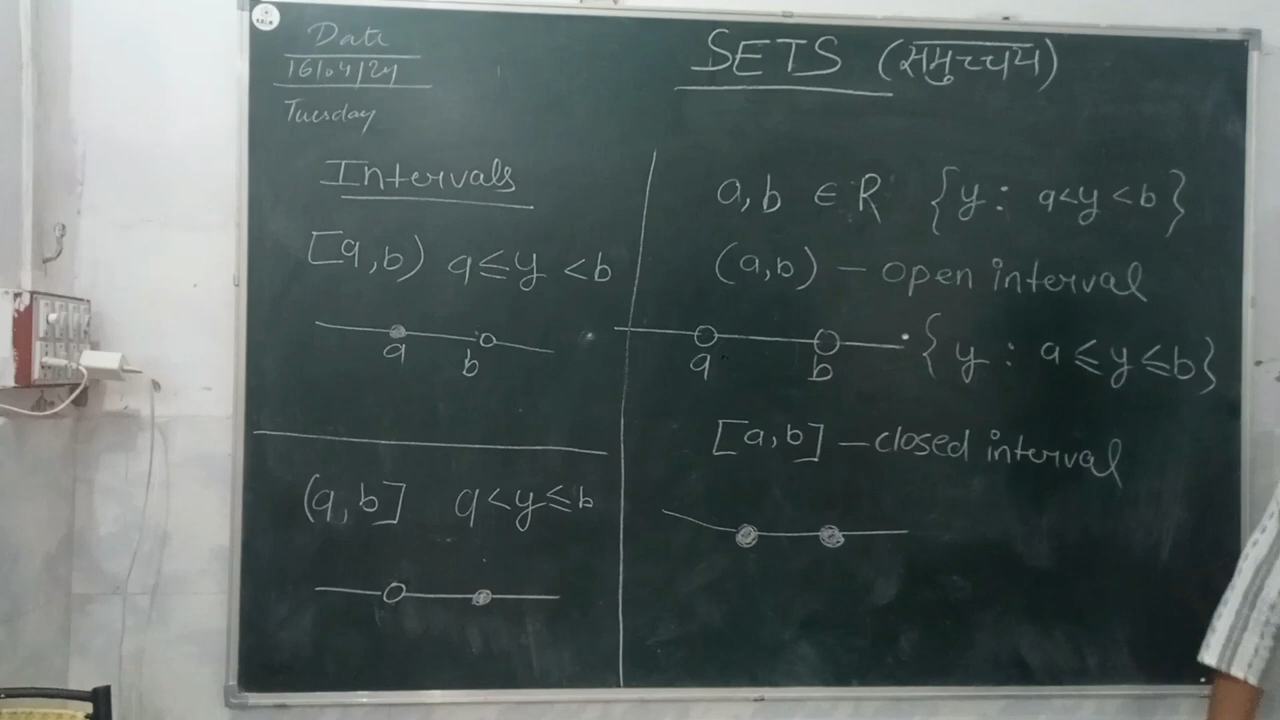 Date
16/04/24
Tuesday
SETS (समुच्चय)
Intervals
[a,b) a≤y <b
a b
(a,b] a<y≤b
a,b ∈ R {y: a<y<b}
(a,b) – open interval
a b
{y : a≤y≤b}
[a,b] – closed interval